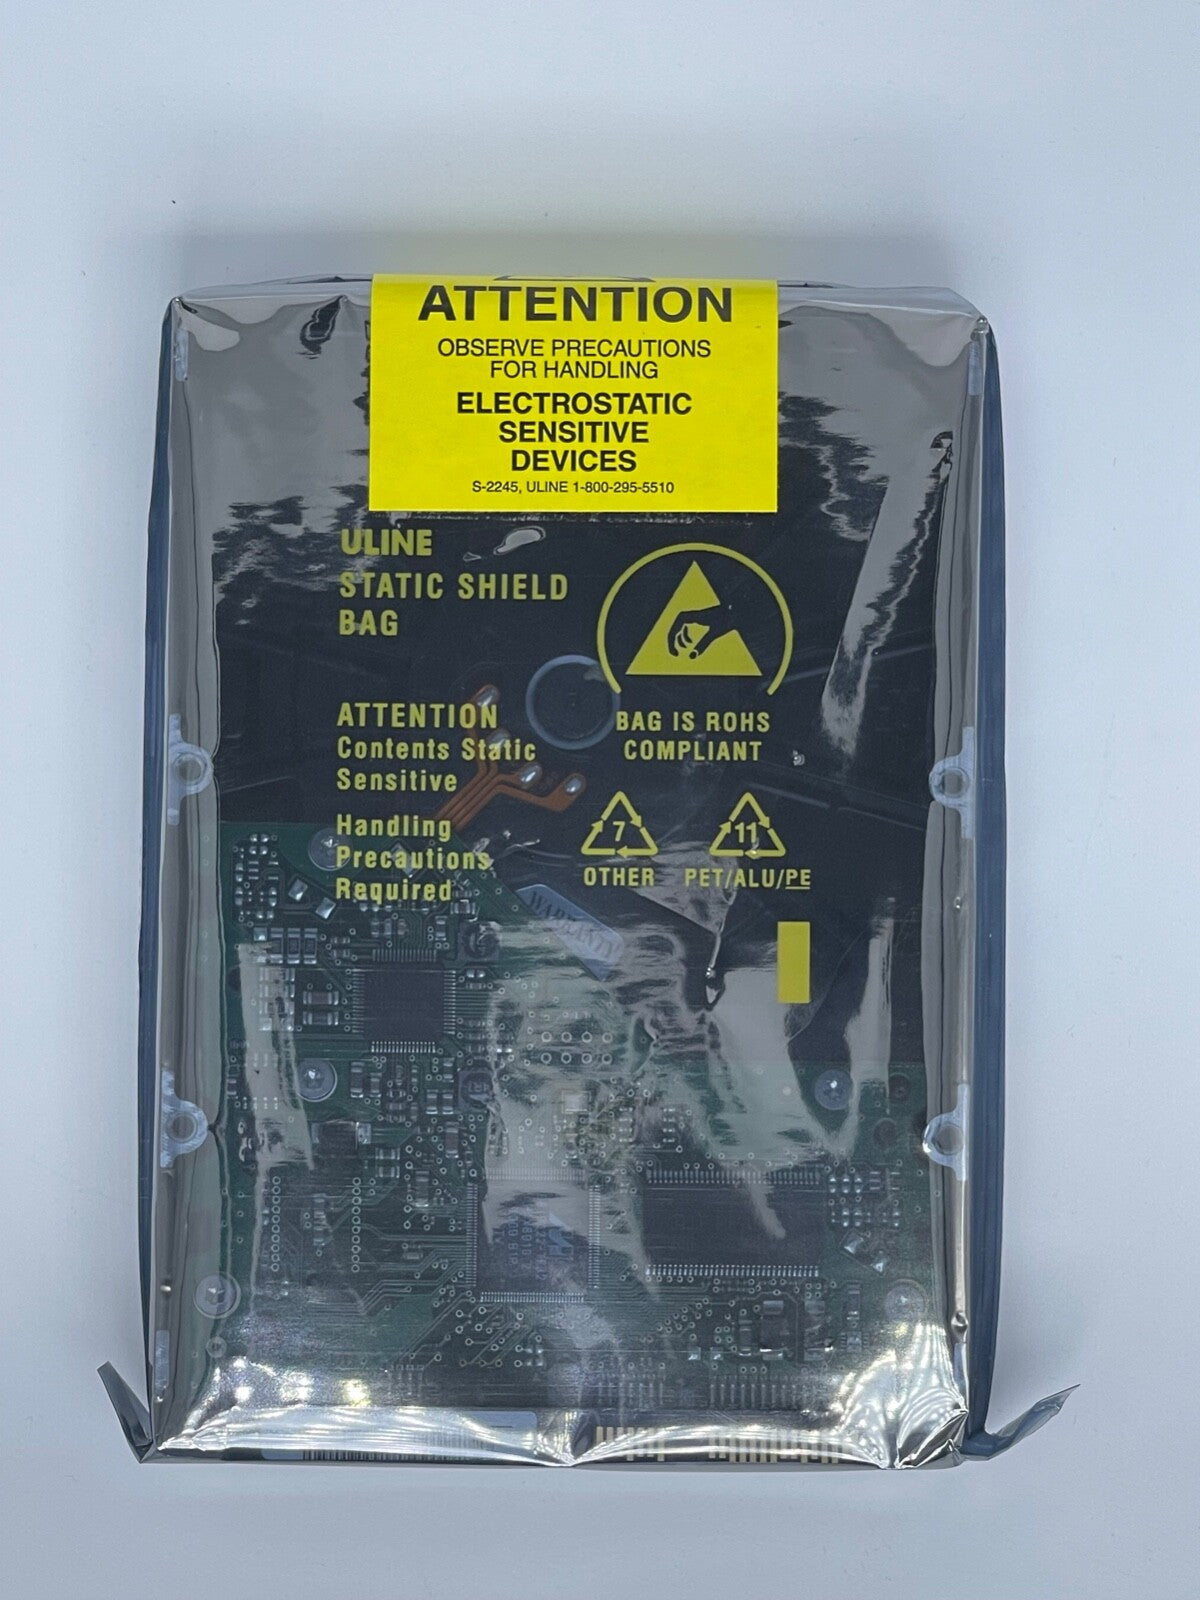 ATTENTION
OBSERVE PRECAUTIONS
FOR HANDLING
ELECTROSTATIC
SENSITIVE
DEVICES
S-2245, ULINE 1-800-295-5510
ULINE
STATIC SHIELD
BAG
ATTENTION
Contents Static
Sensitive
Handling
Precautions
Required
BAG IS ROHS
COMPLIANT
7
OTHER
11
PET/ALU/PE
WARRANTY